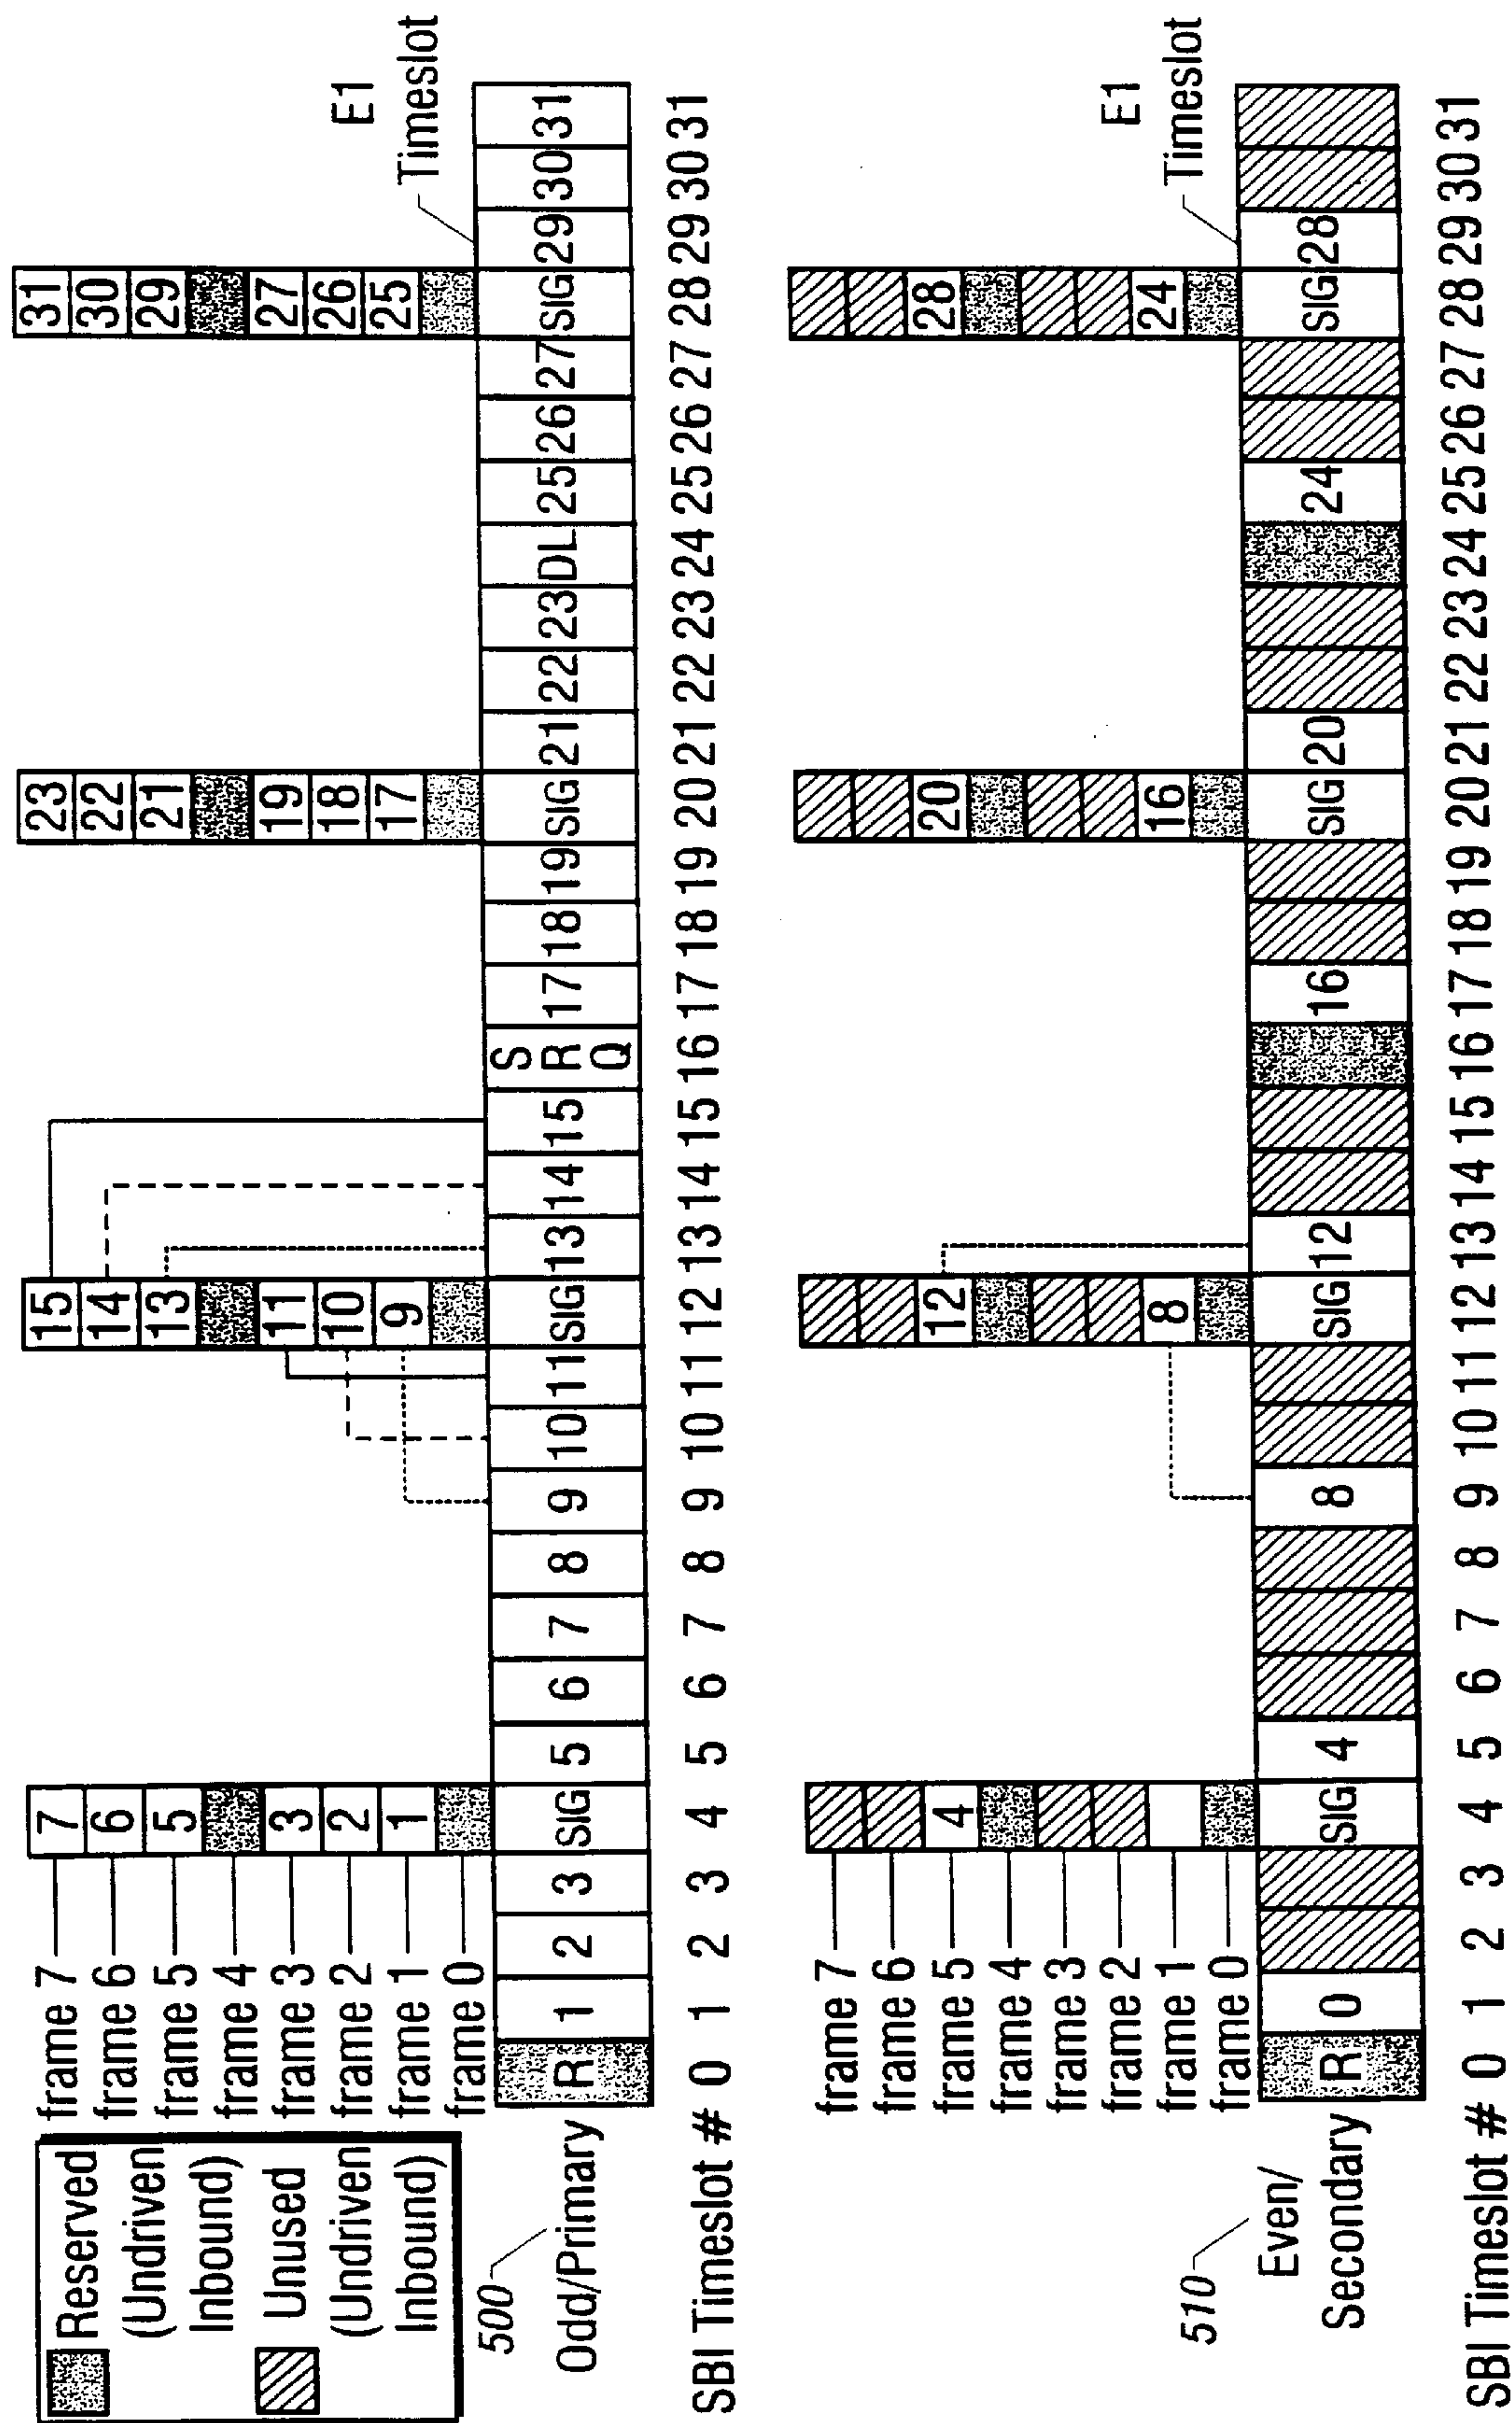 Reserved
(Undriven
Inbound)
Unused
(Undriven
Inbound)
frame 7
frame 6
frame 5
frame 4
frame 3
frame 2
frame 1
frame 0
7
6
5
3
2
1
15
14
13
11
10
9
23
22
21
19
18
17
31
30
29
27
26
25
E1
Timeslot
500
Odd/Primary
R 1 2 3 SIG 5 6 7 8 9 10 11 SIG 13 14 15 SRQ 17 18 19 SIG 21 22 23 DL 25 26 27 SIG 29 30 31
SBI Timeslot # 0 1 2 3 4 5 6 7 8 9 10 11 12 13 14 15 16 17 18 19 20 21 22 23 24 25 26 27 28 29 30 31
frame 7
frame 6
frame 5
frame 4
frame 3
frame 2
frame 1
frame 0
4
12
8
20
16
28
24
E1
Timeslot
510
Even/
Secondary
R 0 SIG 4 8 SIG 12 16 SIG 20 24 SIG 28
SBI Timeslot # 0 1 2 3 4 5 6 7 8 9 10 11 12 13 14 15 16 17 18 19 20 21 22 23 24 25 26 27 28 29 30 31